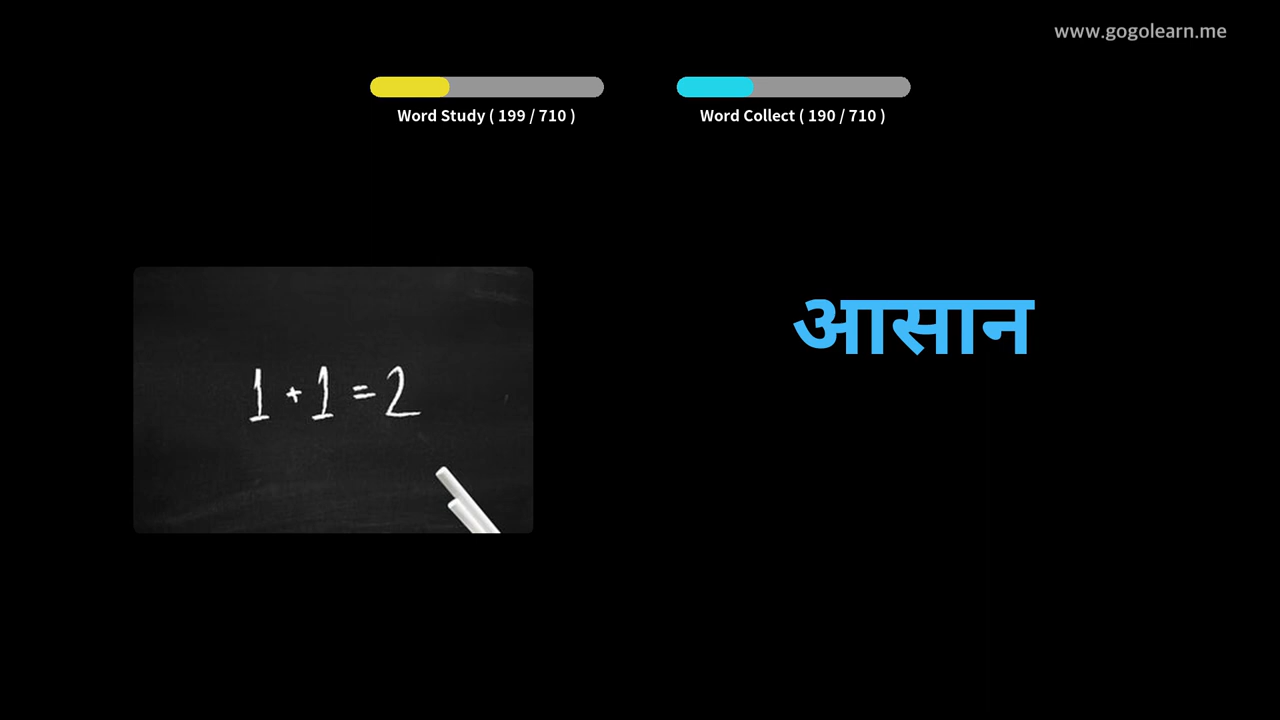 www.gogolearn.me
Word Study ( 199 / 710 )
Word Collect ( 190 / 710 )
आसान
1 + 1 = 2